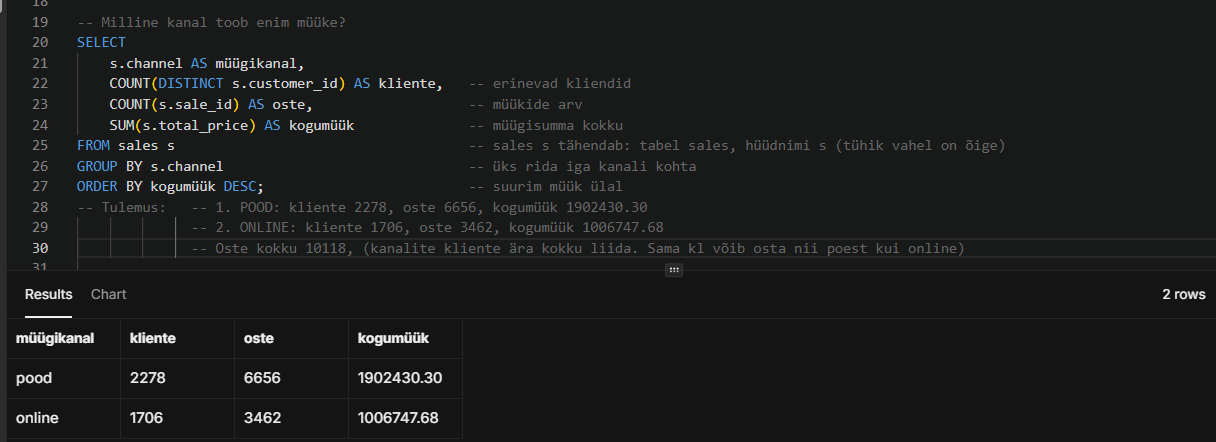 18
19 -- Milline kanal toob enim müüke?
20 SELECT
21 s.channel AS müügikanal,
22 COUNT(DISTINCT s.customer_id) AS kliente, -- erinevad kliendid
23 COUNT(s.sale_id) AS oste, -- müükide arv
24 SUM(s.total_price) AS kogumüük -- müügisumma kokku
25 FROM sales s -- sales s tähendab: tabel sales, hüüdnimi s (tühik vahel on õige)
26 GROUP BY s.channel -- üks rida iga kanali kohta
27 ORDER BY kogumüük DESC; -- suurim müük ülal
28 -- Tulemus: -- 1. POOD: kliente 2278, oste 6656, kogumüük 1902430.30
29 -- 2. ONLINE: kliente 1706, oste 3462, kogumüük 1006747.68
30 -- Oste kokku 10118, (kanalite kliente ära kokku liida. Sama kl võib osta nii poest kui online)
31
Results Chart 2 rows
müügikanal kliente oste kogumüük
pood 2278 6656 1902430.30
online 1706 3462 1006747.68